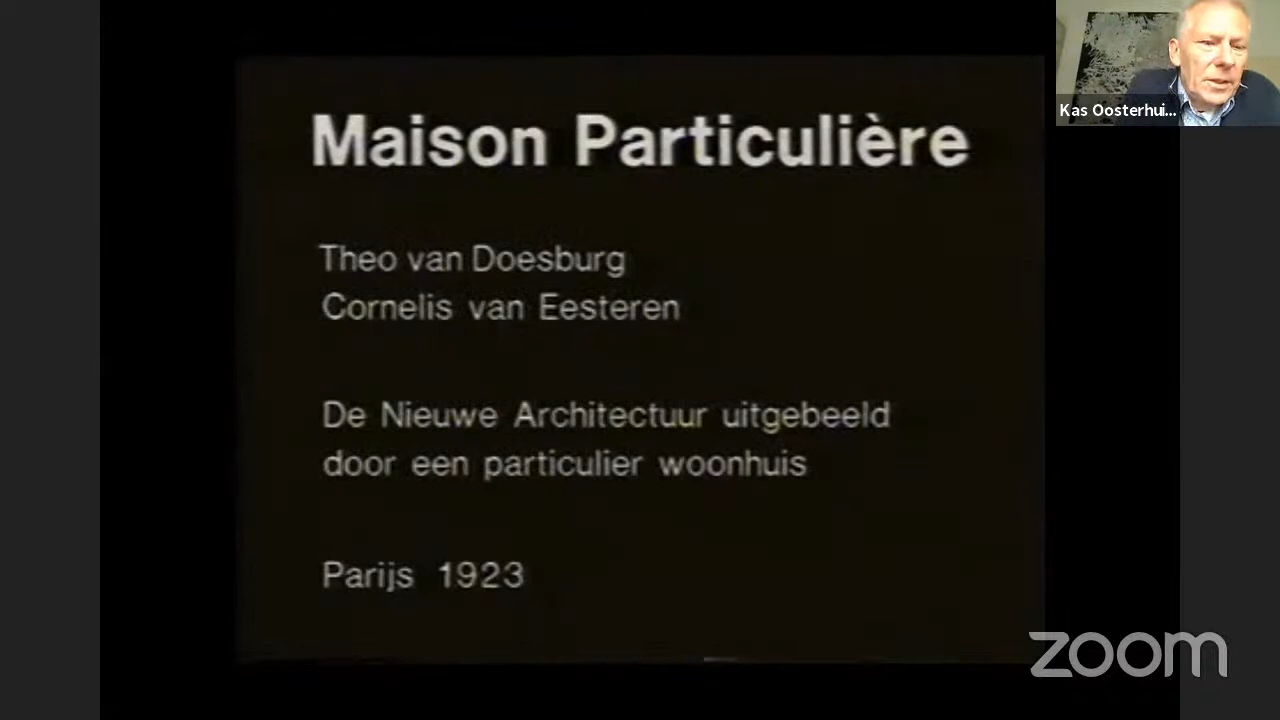 Maison Particulière
Theo van Doesburg
Cornelis van Eesteren
De Nieuwe Architectuur uitgebeeld
door een particulier woonhuis
Parijs 1923
Kas Oosterhui...
zoom